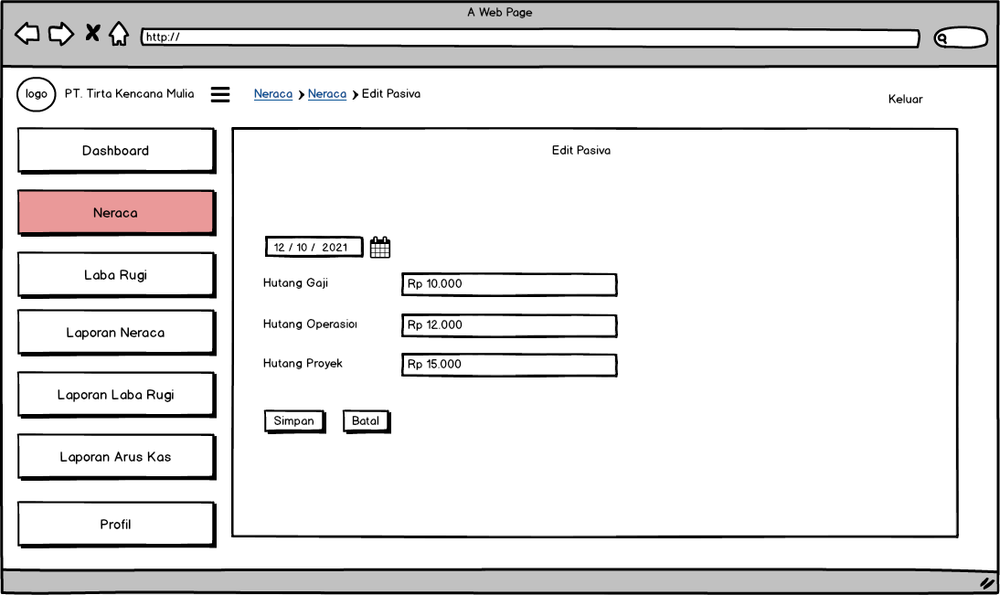 A Web Page
http://
logo PT. Tirta Kencana Mulia Neraca Neraca Edit Pasiva Keluar
Dashboard
Neraca
Laba Rugi
Laporan Neraca
Laporan Laba Rugi
Laporan Arus Kas
Profil
Edit Pasiva
12 / 10 / 2021
Hutang Gaji Rp 10.000
Hutang Rp 12.000
Hutang Proyek Rp 15.000
Simpan Batal